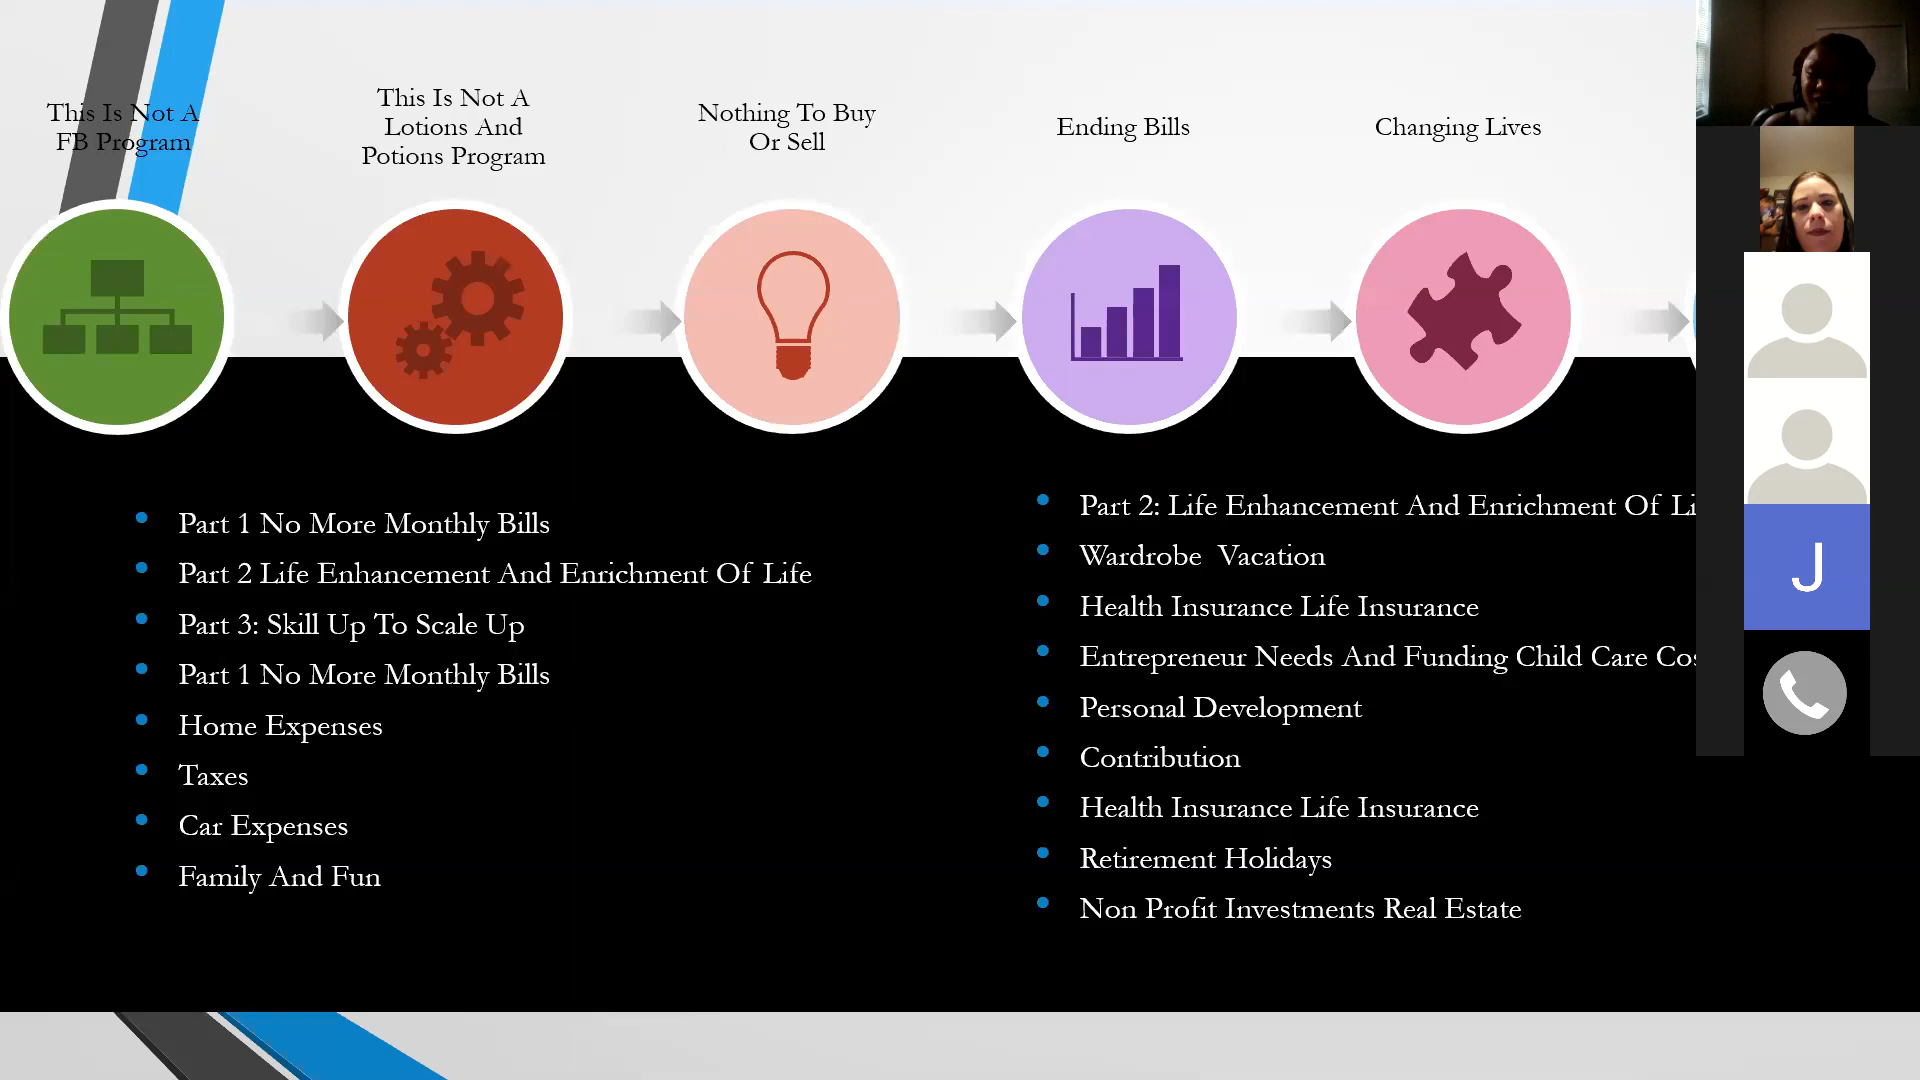 This Is Not A
FB Program
This Is Not A
Lotions And
Potions Program
Nothing To Buy
Or Sell
Ending Bills
Changing Lives
Part 1 No More Monthly Bills
Part 2 Life Enhancement And Enrichment Of Life
Part 3: Skill Up To Scale Up
Part 1 No More Monthly Bills
Home Expenses
Taxes
Car Expenses
Family And Fun
Part 2: Life Enhancement And Enrichment Of
Wardrobe  Vacation
Health Insurance Life Insurance
Entrepreneur Needs And Funding Child Care
Personal Development
Contribution
Health Insurance Life Insurance
Retirement Holidays
Non Profit Investments Real Estate
J